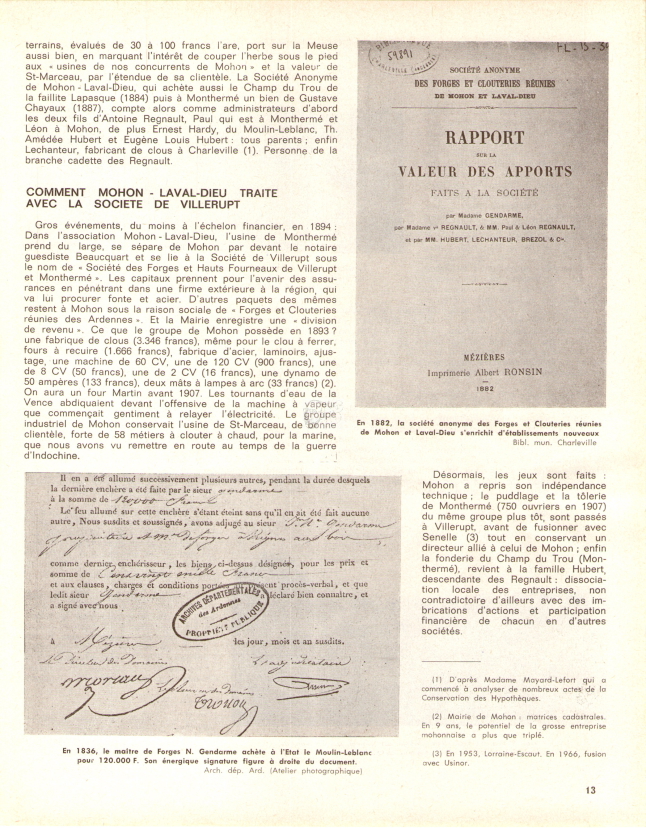 terrains, évalués de 30 à 100 francs l'are, port sur la Meuse
aussi bien, en marquant l'intérêt de couper l'herbe sous le pied
aux « usines de nos concurrents de Mohon » et la valeur de
St-Marceau, par l'étendue de sa clientèle. La Société Anonyme
de Mohon - Laval-Dieu, qui achète aussi le Champ du Trou de
la faillite Lapasque (1884) puis à Monthermé un bien de Gustave
Chayaux (1887), compte alors comme administrateurs d'abord
les deux fils d'Antoine Regnault, Paul qui est à Monthermé et
Léon à Mohon, de plus Ernest Hardy, du Moulin-Leblanc, Th.
Amédée Hubert et Eugène Louis Hubert : tous parents ; enfin
Lechanteur, fabricant de clous à Charleville (1). Personne de la
branche cadette des Regnault.
COMMENT MOHON - LAVAL-DIEU TRAITE
AVEC LA SOCIETE DE VILLERUPT
Gros événements, du moins à l'échelon financier, en 1894 :
Dans l'association Mohon - Laval-Dieu, l'usine de Monthermé
prend du large, se sépare de Mohon par devant le notaire
guesdiste Beaucquart et se lie à la Société de Villerupt sous
le nom de « Société des Forges et Hauts Fourneaux de Villerupt
et Monthermé ». Les capitaux prennent pour l'avenir des assu-
rances en pénétrant dans une firme extérieure à la région, qui
va lui procurer fonte et acier. D'autres paquets des mêmes
restent à Mohon sous la raison sociale de « Forges et Clouteries
réunies des Ardennes ». Et la Mairie enregistre une « division
de revenu ». Ce que le groupe de Mohon possède en 1893 ?
une fabrique de clous (3.346 francs), même pour le clou à ferrer,
fours à recuire (1.666 francs), fabrique d'acier, laminoirs, ajus-
tage, une machine de 60 CV, une de 120 CV (900 francs), une
de 8 CV (50 francs), une de 2 CV (16 francs), une dynamo de
50 ampères (133 francs), deux mâts à lampes à arc (33 francs) (2).
On aura un four Martin avant 1907. Les tournants d'eau de la
Vence abdiquaient devant l'offensive de la machine à vapeur
que commençait gentiment à relayer l'électricité. Le groupe
industriel de Mohon conservait l'usine de St-Marceau, de bonne
clientèle, forte de 58 métiers à clouter à chaud, pour la marine,
que nous avons vu remettre en route au temps de la guerre
d'Indochine.
54891
FL-15-
SOCIÉTÉ ANONYME
DES FORGES ET CLOUTERIES RÉUNIES
DE MOHON ET LAVAL-DIEU
RAPPORT
SUR LA
VALEUR DES APPORTS
FAITS A LA SOCIÉTÉ
par Madame GENDARME,
par Madame Vve REGNAULT, & MM. Paul & Léon REGNAULT,
et par MM. HUBERT, LECHANTEUR, BREZOL & Cie.
MÉZIÈRES
Imprimerie Albert RONSIN
1882
En 1882, la société anonyme des Forges et Clouteries réunies
de Mohon et Laval-Dieu s'enrichit d'établissements nouveaux
Bibl. mun. Charleville
Il en a été allumé successivement plusieurs autres, pendant la durée desquels
la dernière enchère a été faite par le sieur Gendarme
à la somme de
Le feu allumé sur cette enchère s'étant éteint sans qu'il en ait été fait aucune
autre, Nous susdits et soussignés, avons adjugé au sieur
comme dernier enchérisseur, les biens ci-dessus désignés, pour les prix et
somme de
et aux clauses, charges et conditions présent procès-verbal, et que
ledit sieur Gendarme déclaré bien connaître, et
a signé avec nous
ARCHIVES DÉPARTEMENTALES
des Ardennes
PROPRIÉTÉ PUBLIQUE
à Mézières les jour, mois et an susdits.
En 1836, le maître de Forges N. Gendarme achète à l'Etat le Moulin-Leblanc
pour 120.000 F. Son énergique signature figure à droite du document.
Arch. dép. Ard. (Atelier photographique)
Désormais, les jeux sont faits :
Mohon a repris son indépendance
technique ; le puddlage et la tôlerie
de Monthermé (750 ouvriers en 1907)
du même groupe plus tôt, sont passés
à Villerupt, avant de fusionner avec
Senelle (3) tout en conservant un
directeur allié à celui de Mohon ; enfin
la fonderie du Champ du Trou (Mon-
thermé), revient à la famille Hubert,
descendante des Regnault : dissocia-
tion locale des entreprises, non
contradictoire d'ailleurs avec des im-
brications d'actions et participation
financière de chacun en d'autres
sociétés.
(1) D'après Madame Mayard-Lefort qui a
commencé à analyser de nombreux actes de la
Conservation des Hypothèques.
(2) Mairie de Mohon : matrices cadastrales.
En 9 ans, le potentiel de la grosse entreprise
mohonnaise a plus que triplé.
(3) En 1953, Lorraine-Escaut. En 1966, fusion
avec Usinor.
13